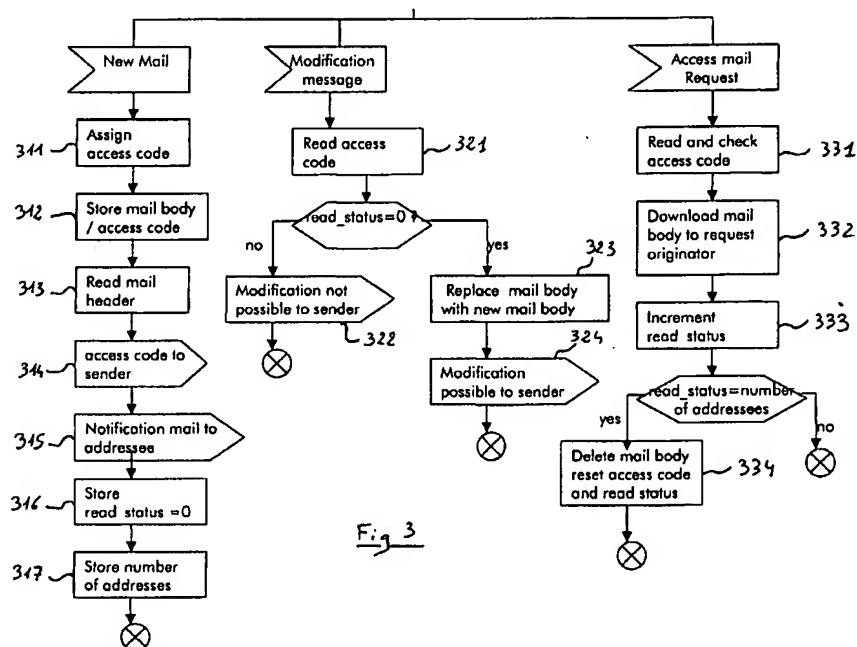 New Mail
311
Assign
access code
312
Store mail body
/ access code
313
Read mail
header
314
access code to
sender
315
Notification mail to
addressee
316
Store
read_status =0
317
Store number
of addresses
Modification
message
Read access
code
321
read_status=0 ?
no
yes
Modification not
possible to sender
322
323
Replace mail body
with new mail body
324
Modification
possible to sender
Access mail
Request
Read and check
access code
331
Download mail
body to request
originator
332
Increment
read_status
333
read_status=number
of addressees
yes
no
Delete mail body
reset access code
and read status
334
Fig 3